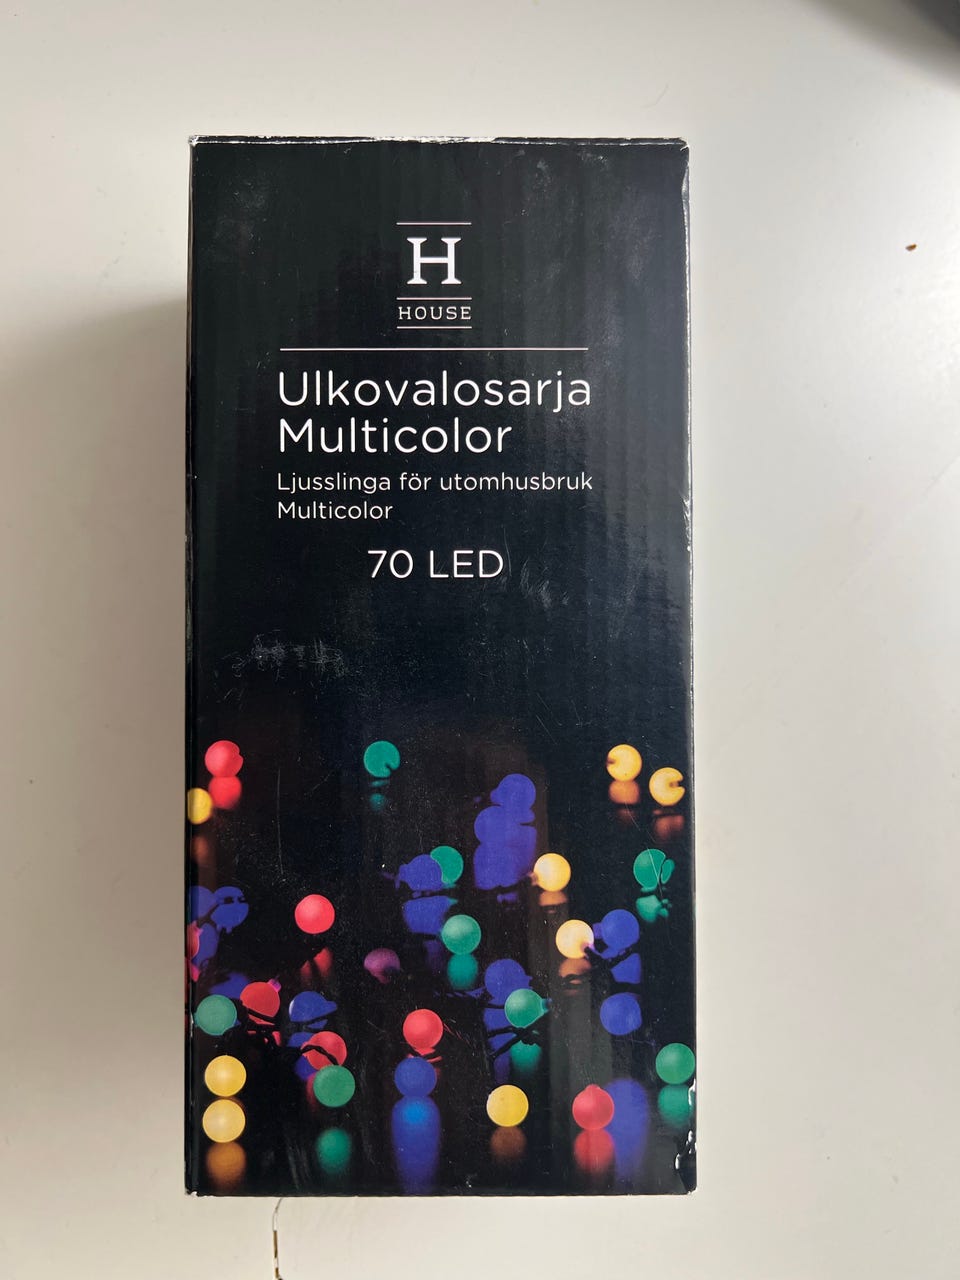 H
HOUSE
Ulkovalosarja
Multicolor
Ljusslinga för utomhusbruk
Multicolor
70 LED